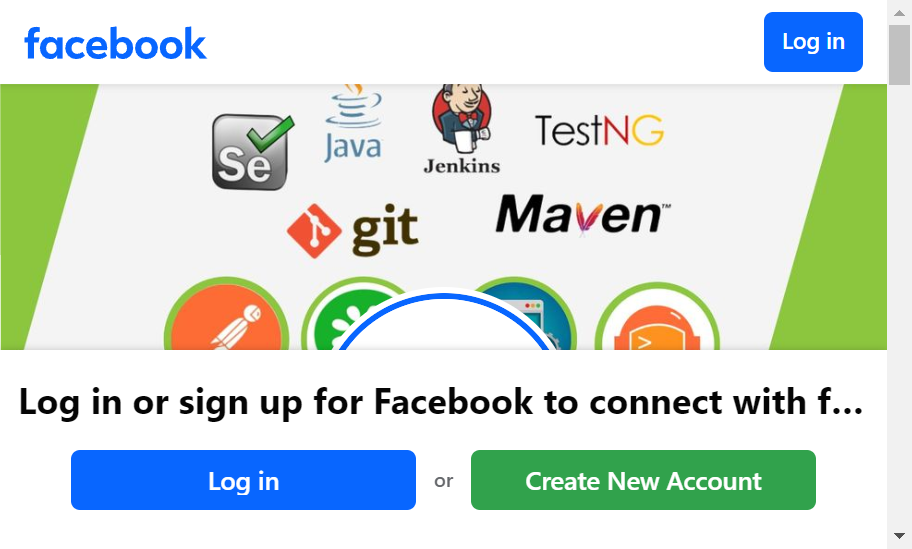 facebook
Log in
Se
Java
Jenkins
TestNG
git
Maven™
Log in or sign up for Facebook to connect with f...
Log in
or
Create New Account